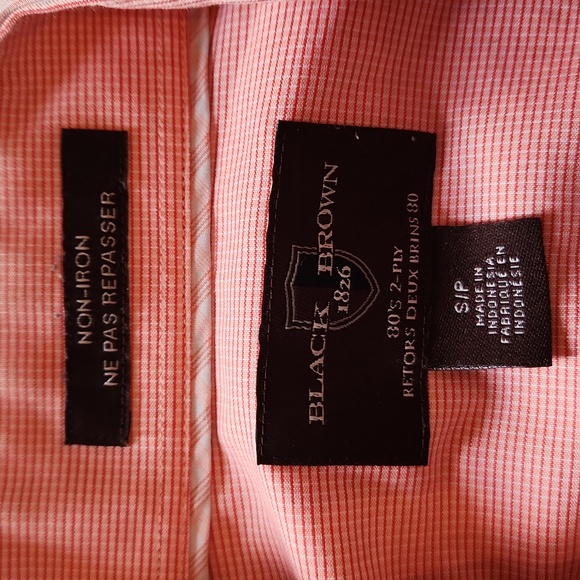 NON-IRON
NE PAS REPASSER
BLACK BROWN
1826
80'S 2-PLY
RETORS DEUX BRINS 80
S/P
MADE IN
INDONESIA
FABRIQUÉ EN
INDONÉSIE